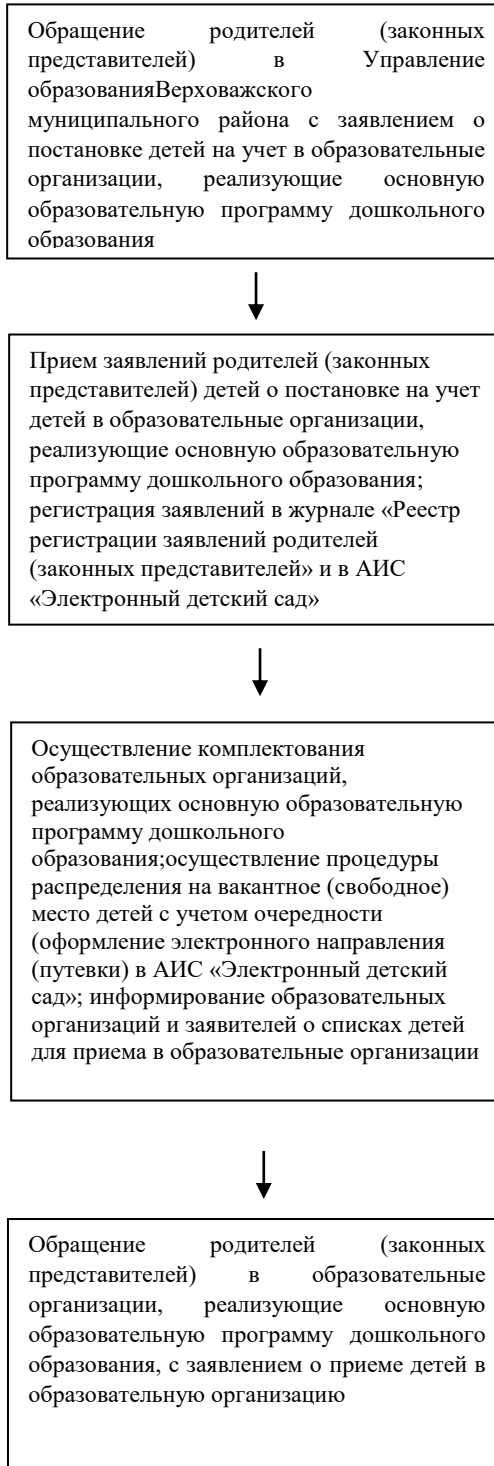 Обращение родителей (законных
представителей) в Управление
образованияВерховажского
муниципального района с заявлением о
постановке детей на учет в образовательные
организации, реализующие основную
образовательную программу дошкольного
образования
Прием заявлений родителей (законных
представителей) детей о постановке на учет
детей в образовательные организации,
реализующие основную образовательную
программу дошкольного образования;
регистрация заявлений в журнале «Реестр
регистрации заявлений родителей
(законных представителей» и в АИС
«Электронный детский сад»
Осуществление комплектования
образовательных организаций,
реализующих основную образовательную
программу дошкольного
образования;осуществление процедуры
распределения на вакантное (свободное)
место детей с учетом очередности
(оформление электронного направления
(путевки) в АИС «Электронный детский
сад»; информирование образовательных
организаций и заявителей о списках детей
для приема в образовательные организации
Обращение родителей (законных
представителей) в образовательные
организации, реализующие основную
образовательную программу дошкольного
образования, с заявлением о приеме детей в
образовательную организацию